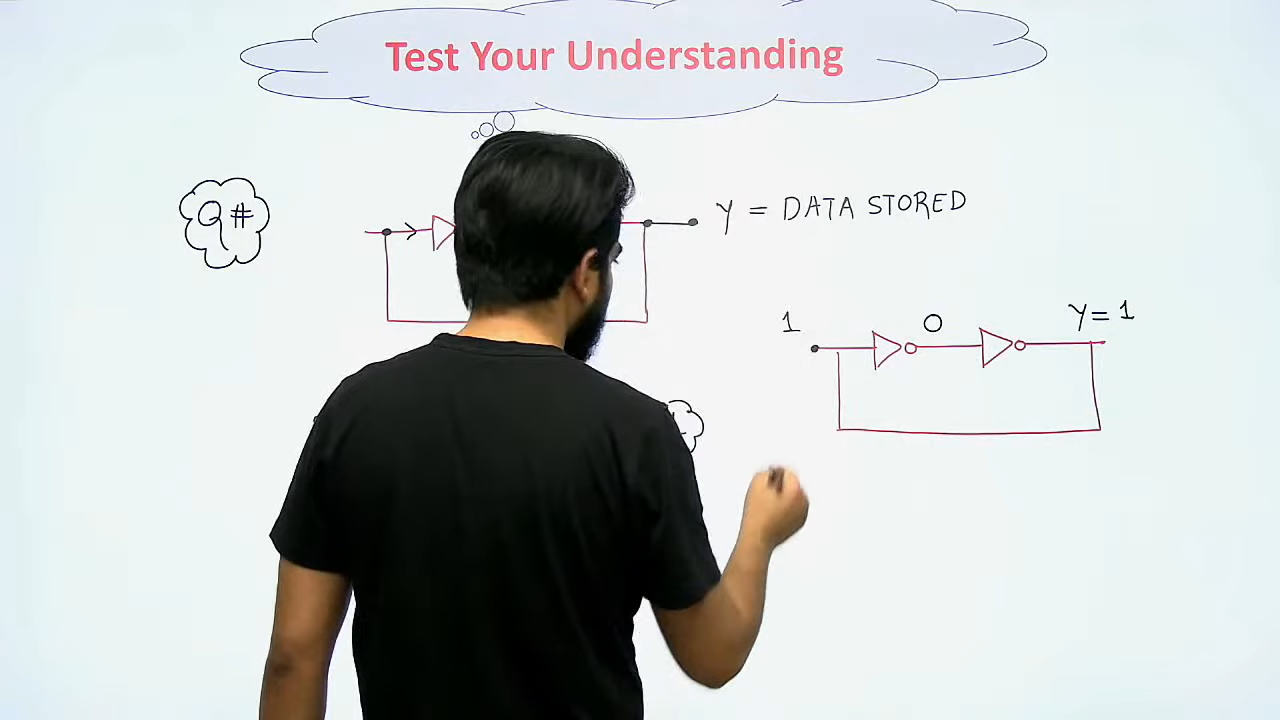 Test Your Understanding
Q#
Y = DATA STORED
1
0
Y= 1